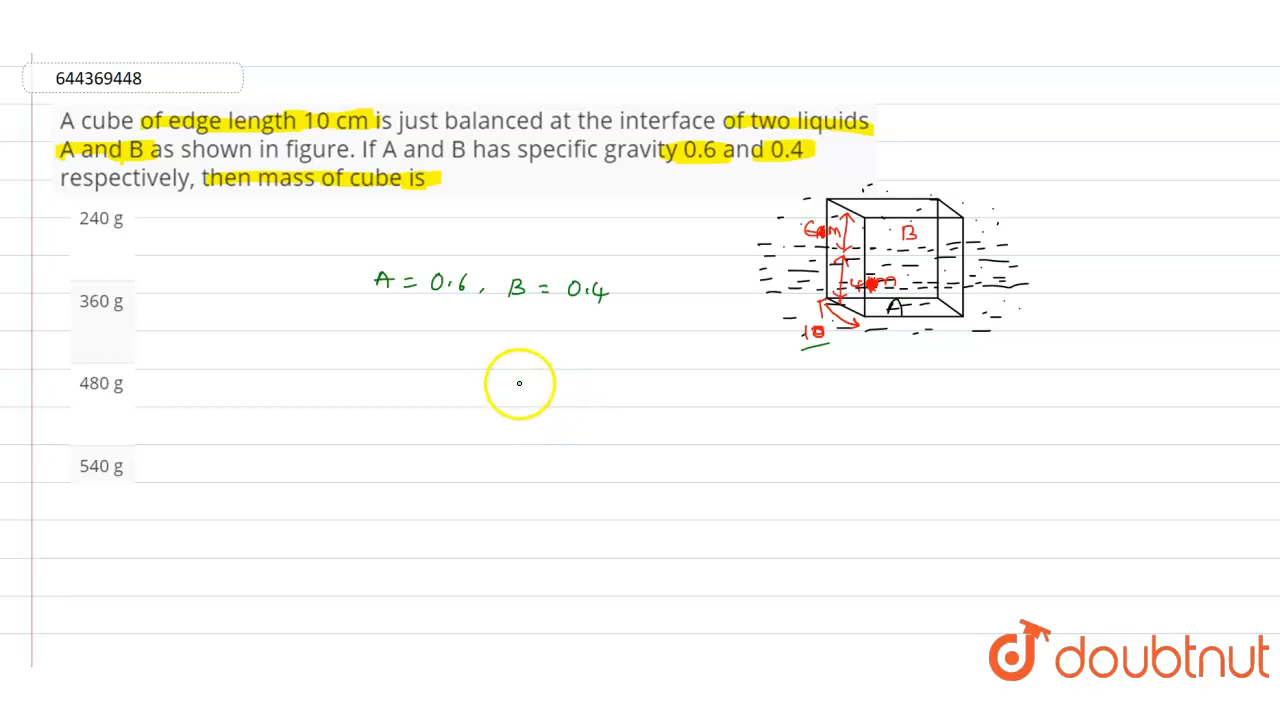 644369448
A cube of edge length 10 cm is just balanced at the interface of two liquids
A and B as shown in figure. If A and B has specific gravity 0.6 and 0.4
respectively, then mass of cube is
240 g
360 g
480 g
540 g
A = 0.6, B = 0.4
B
A
10
doubtnut